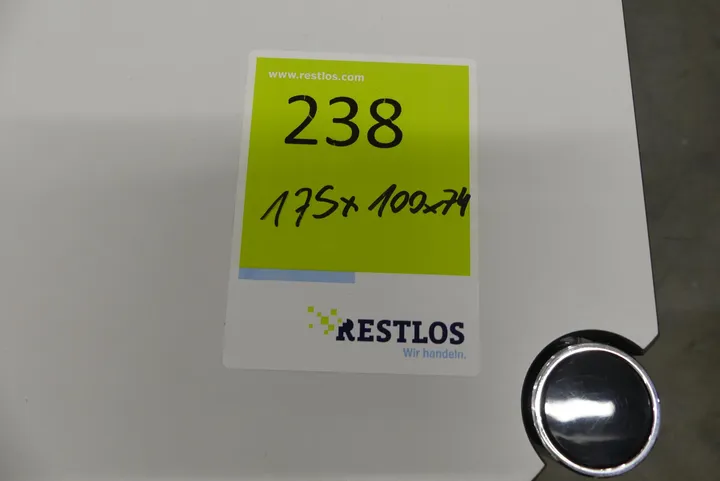 www.restlos.com
238
175x 100x74
RESTLOS
Wir handeln.